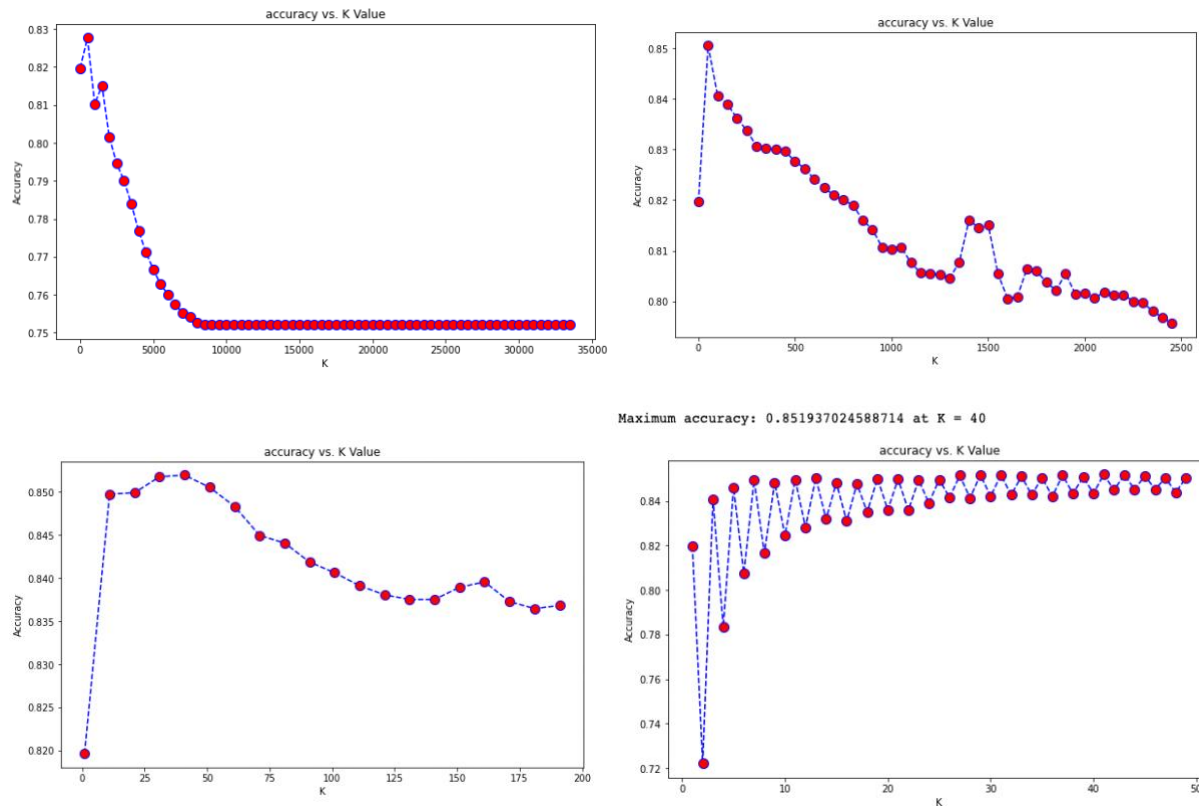 accuracy vs. K Value
0.83
0.82
0.81
0.80
0.79
0.78
0.77
0.76
0.75
Accuracy
0 5000 10000 15000 20000 25000 30000 35000
K
accuracy vs. K Value
0.85
0.84
0.83
0.82
0.81
0.80
Accuracy
0 500 1000 1500 2000 2500
K
accuracy vs. K Value
0.850
0.845
0.840
0.835
0.830
0.825
0.820
Accuracy
0 25 50 75 100 125 150 175 200
K
Maximum accuracy: 0.851937024588714 at K = 40
accuracy vs. K Value
0.84
0.82
0.80
0.78
0.76
0.74
0.72
Accuracy
0 10 20 30 40 50
K